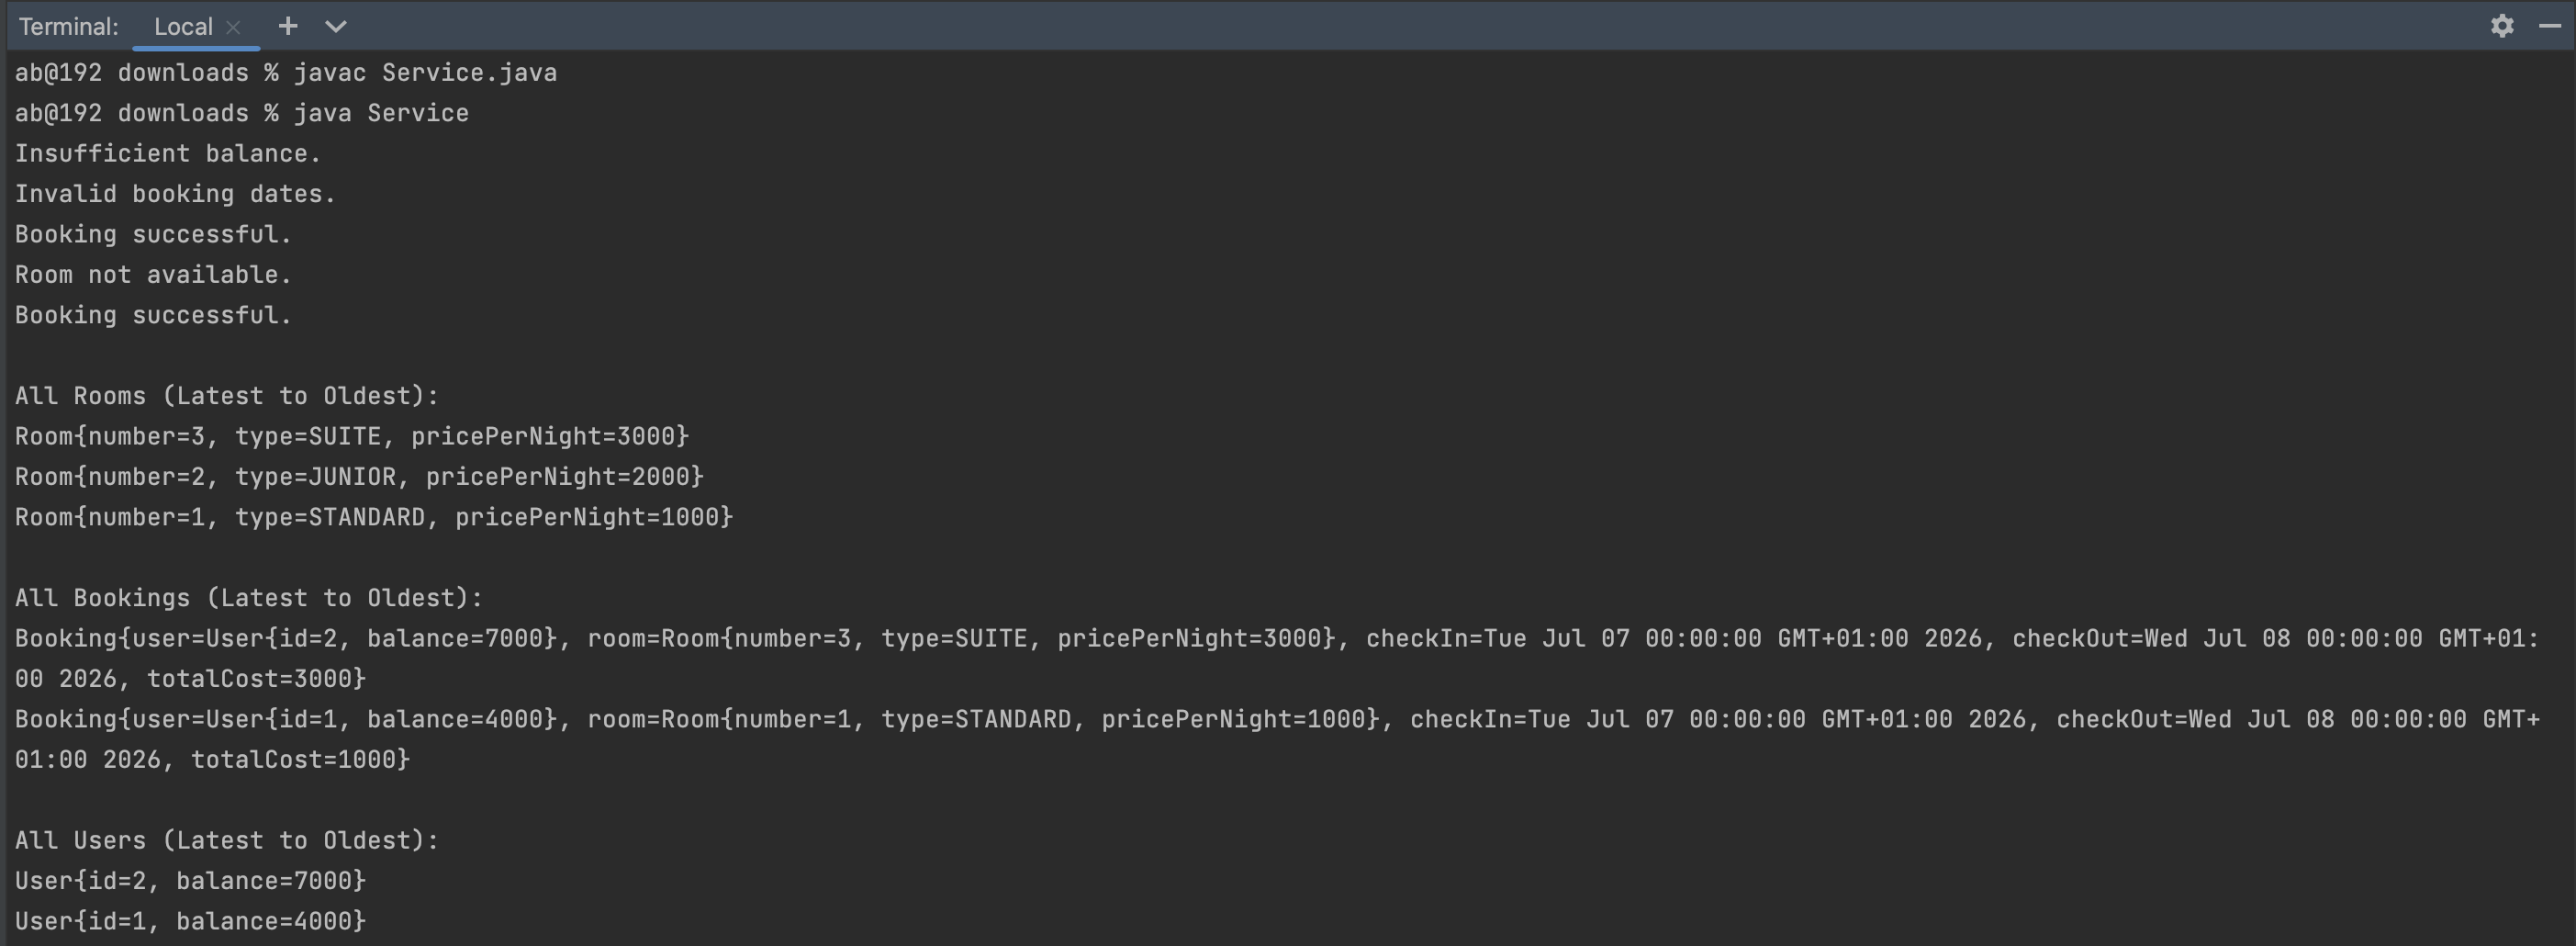 Terminal: Local × +
ab@192 downloads % javac Service.java
ab@192 downloads % java Service
Insufficient balance.
Invalid booking dates.
Booking successful.
Room not available.
Booking successful.
All Rooms (Latest to Oldest):
Room{number=3, type=SUITE, pricePerNight=3000}
Room{number=2, type=JUNIOR, pricePerNight=2000}
Room{number=1, type=STANDARD, pricePerNight=1000}
All Bookings (Latest to Oldest):
Booking{user=User{id=2, balance=7000}, room=Room{number=3, type=SUITE, pricePerNight=3000}, checkIn=Tue Jul 07 00:00:00 GMT+01:00 2026, checkOut=Wed Jul 08 00:00:00 GMT+01:
00 2026, totalCost=3000}
Booking{user=User{id=1, balance=4000}, room=Room{number=1, type=STANDARD, pricePerNight=1000}, checkIn=Tue Jul 07 00:00:00 GMT+01:00 2026, checkOut=Wed Jul 08 00:00:00 GMT+
01:00 2026, totalCost=1000}
All Users (Latest to Oldest):
User{id=2, balance=7000}
User{id=1, balance=4000}